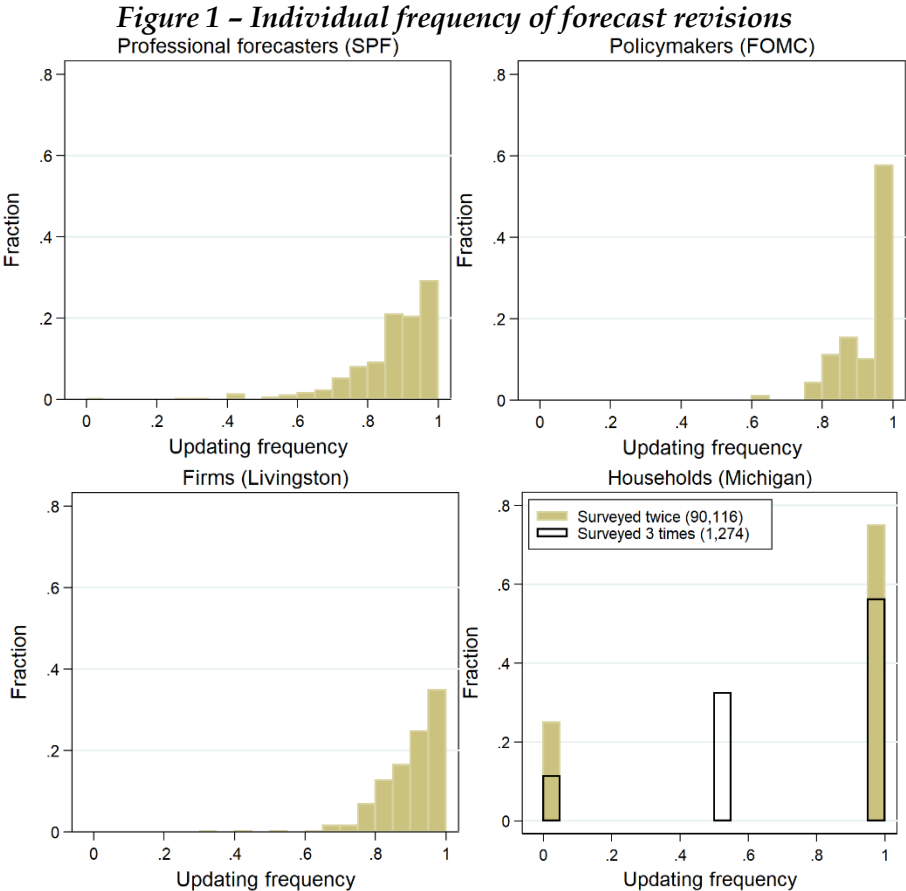 Figure 1 – Individual frequency of forecast revisions
Professional forecasters (SPF)
.8
.6
.4
.2
0
Fraction
0 .2 .4 .6 .8 1
Updating frequency
Policymakers (FOMC)
.8
.6
.4
.2
0
Fraction
0 .2 .4 .6 .8 1
Updating frequency
Firms (Livingston)
.8
.6
.4
.2
0
Fraction
0 .2 .4 .6 .8 1
Updating frequency
Households (Michigan)
Surveyed twice (90,116)
Surveyed 3 times (1,274)
.8
.6
.4
.2
0
Fraction
0 .2 .4 .6 .8 1
Updating frequency